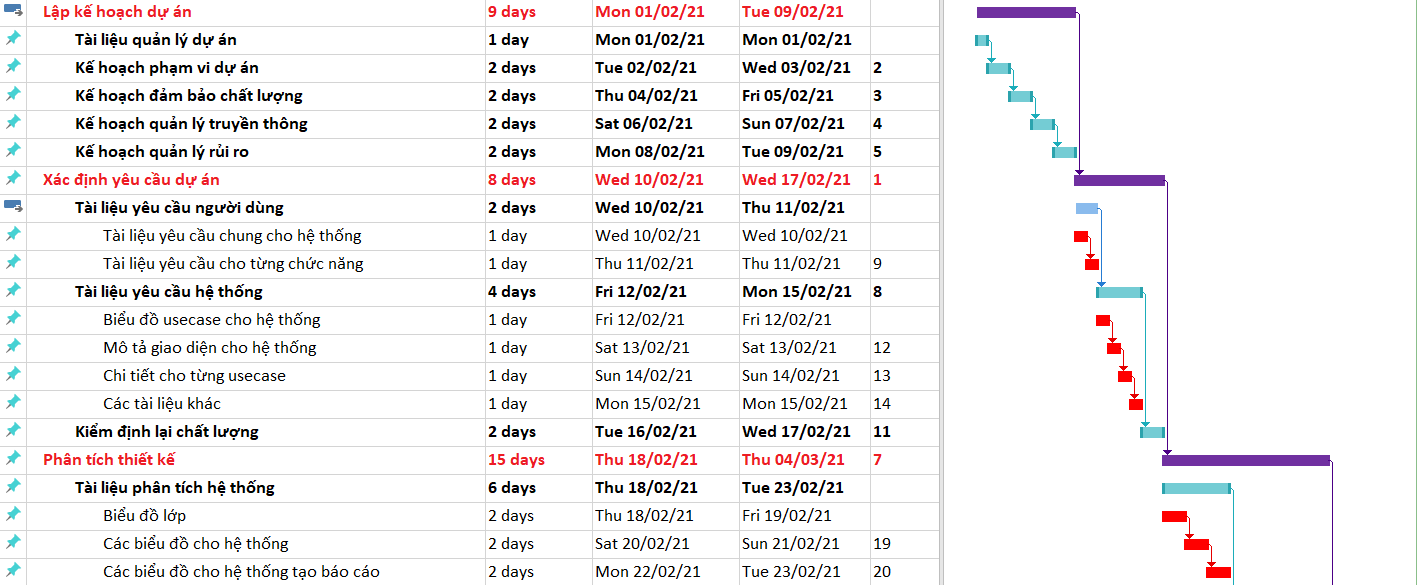 Lập kế hoạch dự án 9 days Mon 01/02/21 Tue 09/02/21
Tài liệu quản lý dự án 1 day Mon 01/02/21 Mon 01/02/21
Kế hoạch phạm vi dự án 2 days Tue 02/02/21 Wed 03/02/21 2
Kế hoạch đảm bảo chất lượng 2 days Thu 04/02/21 Fri 05/02/21 3
Kế hoạch quản lý truyền thông 2 days Sat 06/02/21 Sun 07/02/21 4
Kế hoạch quản lý rủi ro 2 days Mon 08/02/21 Tue 09/02/21 5
Xác định yêu cầu dự án 8 days Wed 10/02/21 Wed 17/02/21 1
Tài liệu yêu cầu người dùng 2 days Wed 10/02/21 Thu 11/02/21
Tài liệu yêu cầu chung cho hệ thống 1 day Wed 10/02/21 Wed 10/02/21
Tài liệu yêu cầu cho từng chức năng 1 day Thu 11/02/21 Thu 11/02/21 9
Tài liệu yêu cầu hệ thống 4 days Fri 12/02/21 Mon 15/02/21 8
Biểu đồ usecase cho hệ thống 1 day Fri 12/02/21 Fri 12/02/21
Mô tả giao diện cho hệ thống 1 day Sat 13/02/21 Sat 13/02/21 12
Chi tiết cho từng usecase 1 day Sun 14/02/21 Sun 14/02/21 13
Các tài liệu khác 1 day Mon 15/02/21 Mon 15/02/21 14
Kiểm định lại chất lượng 2 days Tue 16/02/21 Wed 17/02/21 11
Phân tích thiết kế 15 days Thu 18/02/21 Thu 04/03/21 7
Tài liệu phân tích hệ thống 6 days Thu 18/02/21 Tue 23/02/21
Biểu đồ lớp 2 days Thu 18/02/21 Fri 19/02/21
Các biểu đồ cho hệ thống 2 days Sat 20/02/21 Sun 21/02/21 19
Các biểu đồ cho hệ thống tạo báo cáo 2 days Mon 22/02/21 Tue 23/02/21 20